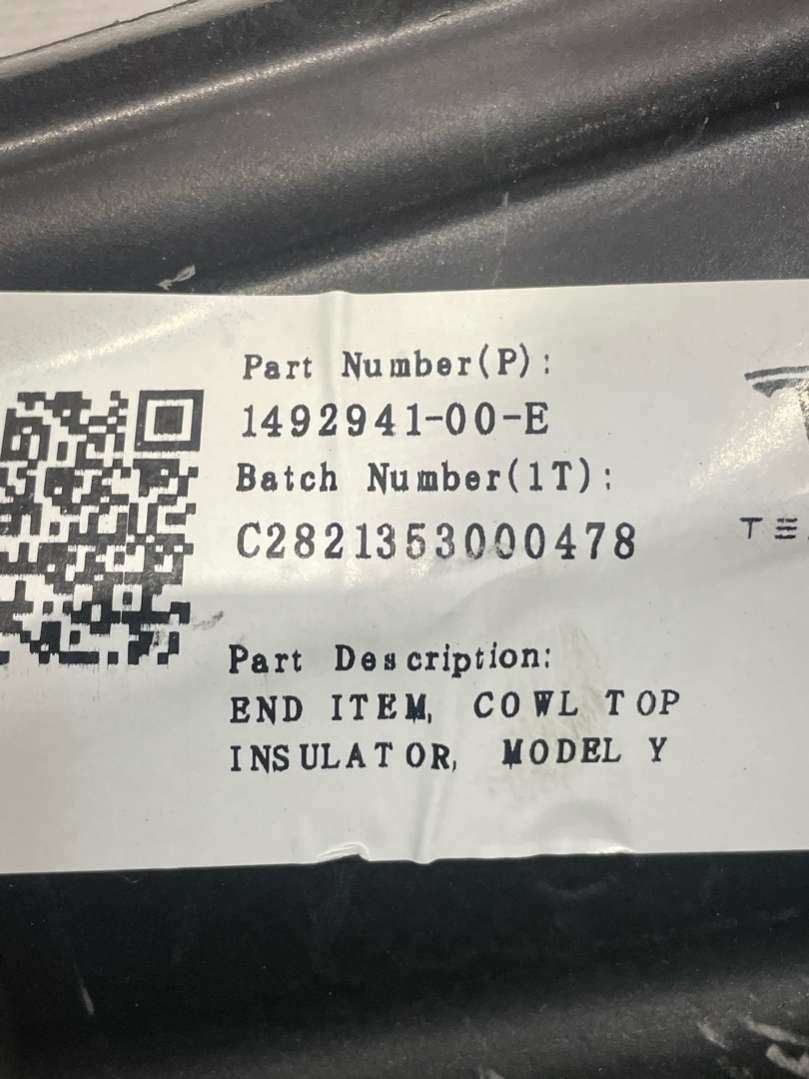 Part Number(P):
1492941-00-E
Batch Number(1T):
C2821353000478
Part Description:
END ITEM, COWL TOP
INSULATOR, MODEL Y